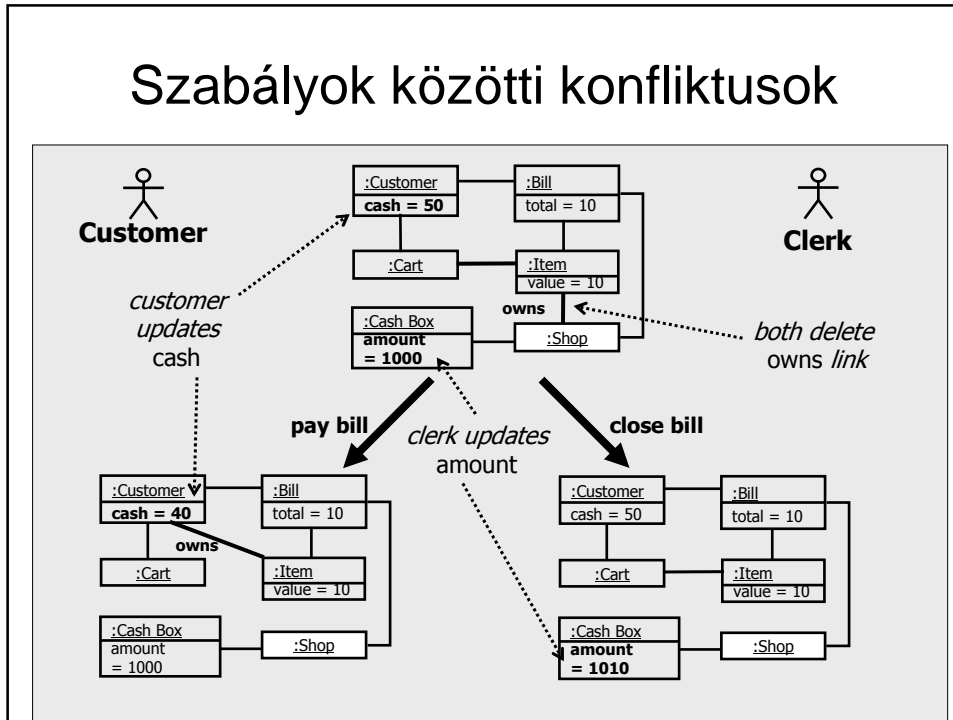 Szabályok közötti konfliktusok
Customer
Clerk
:Customer
cash = 50
:Bill
total = 10
:Cart
:Item
value = 10
owns
:Cash Box
amount
= 1000
:Shop
customer
updates
cash
both delete
owns link
pay bill
clerk updates
amount
close bill
:Customer
cash = 40
:Bill
total = 10
owns
:Cart
:Item
value = 10
:Cash Box
amount
= 1000
:Shop
:Customer
cash = 50
:Bill
total = 10
:Cart
:Item
value = 10
:Cash Box
amount
= 1010
:Shop